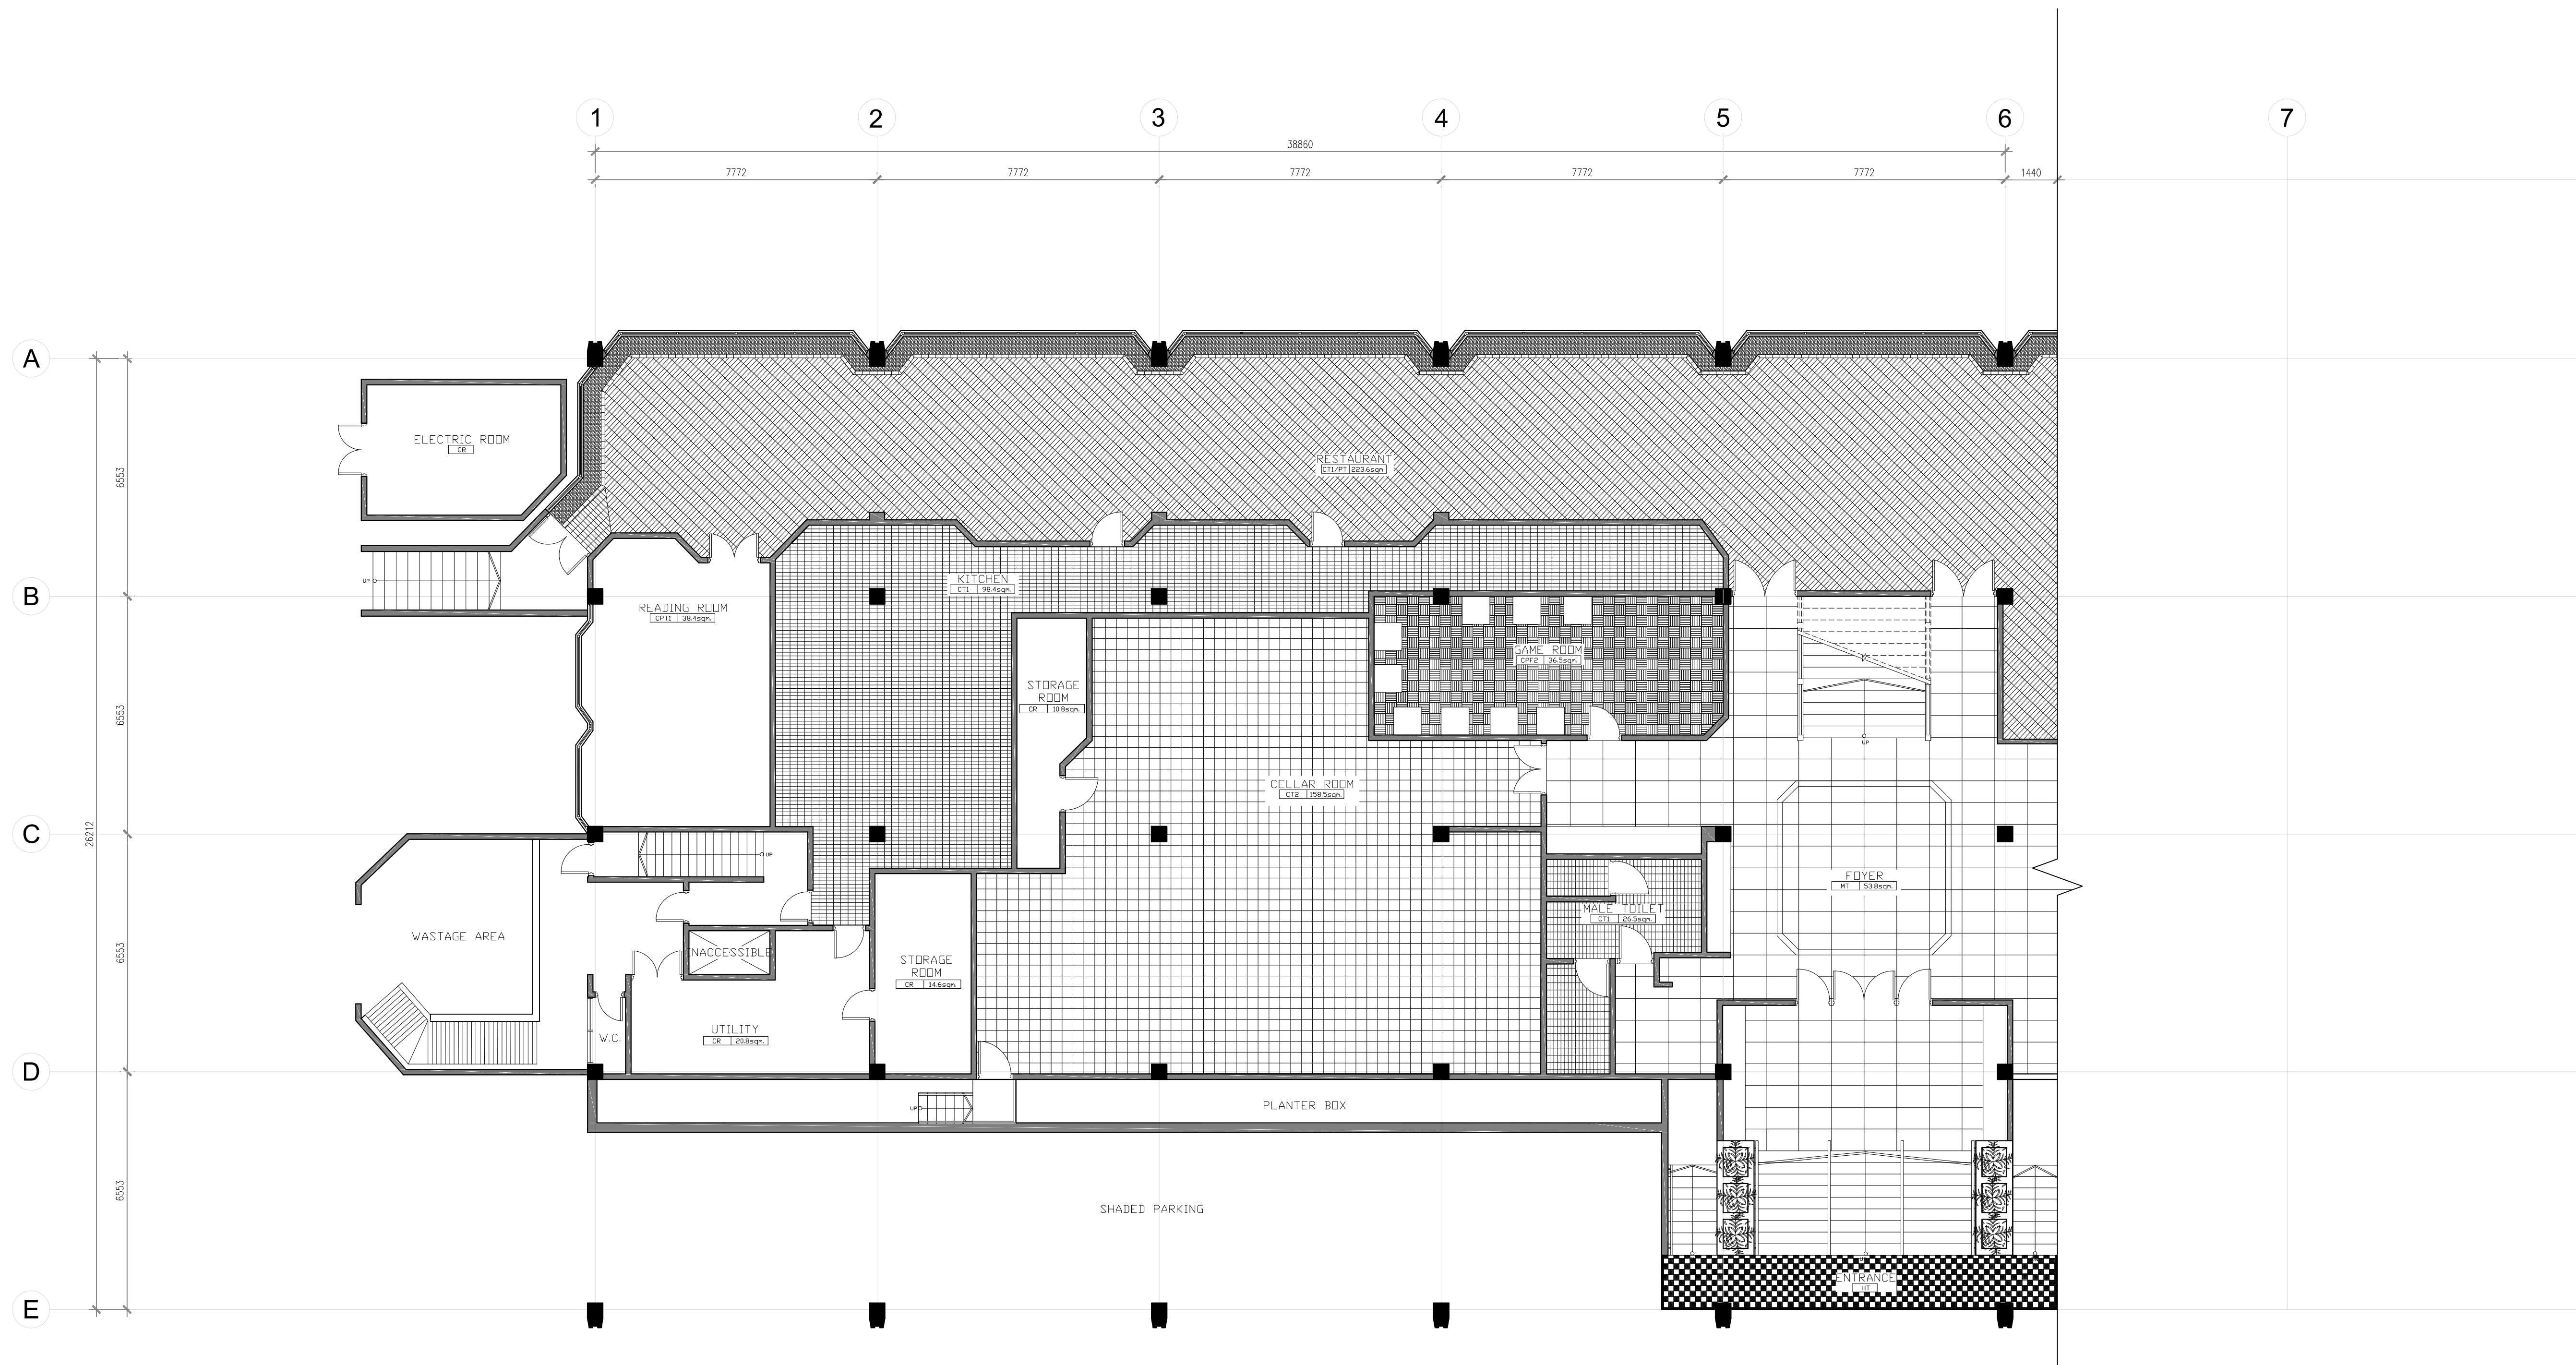 1 2 3 4 5 6 7
38860
7772 7772 7772 7772 7772 1440
A
ELECTRIC ROOM
CR
RESTAURANT
CT1/PT 223.6sqm.
6553
UP
KITCHEN
CT1 98.4sqm.
B
READING ROOM
CPT1 38.4sqm.
GAME ROOM
CPF2 36.5sqm.
STORAGE
ROOM
CR 10.8sqm.
6553
UP
CELLAR ROOM
CT2 158.5sqm.
C
26212
UP
FOYER
MT 53.8sqm.
MALE TOILET
CT1 26.5sqm.
WASTAGE AREA
INACCESSIBLE
6553
STORAGE
ROOM
CR 14.6sqm.
W.C.
UTILITY
CR 20.8sqm.
D
UP
PLANTER BOX
6553
SHADED PARKING
ENTRANCE
HT
E